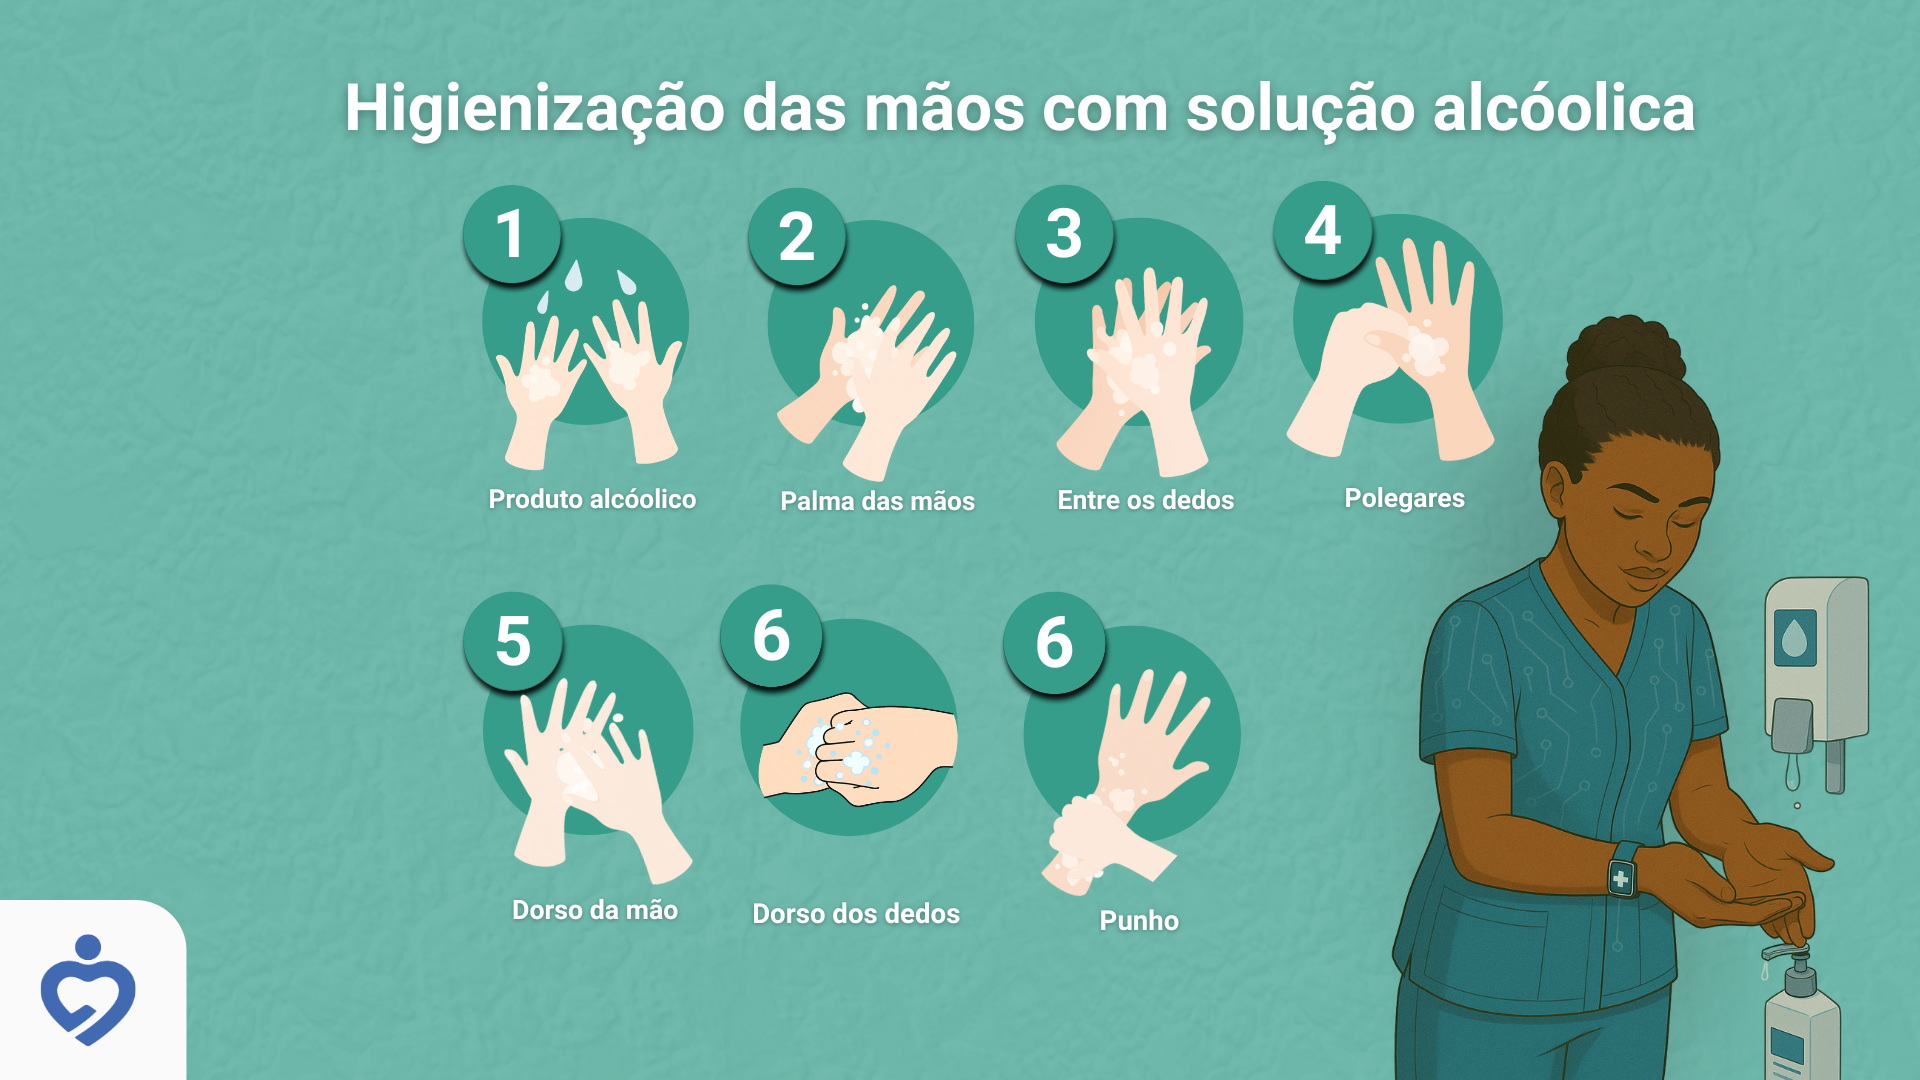 Higienização das mãos com solução alcóolica
1
2
3
4
Produto alcóolico
Palma das mãos
Entre os dedos
Polegares
5
6
6
Dorso da mão
Dorso dos dedos
Punho